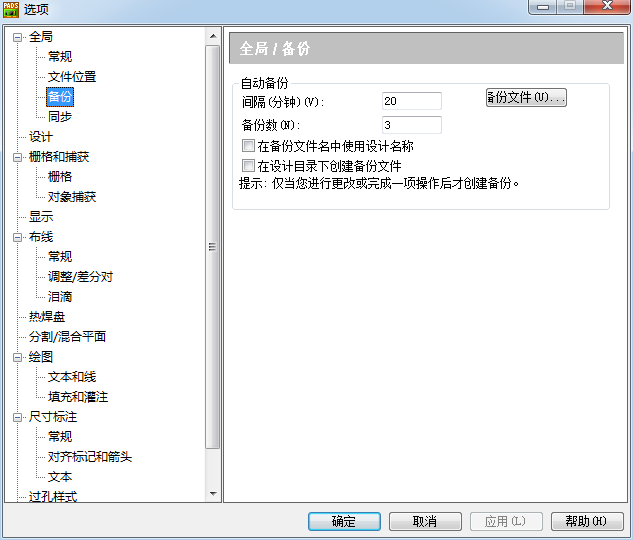 PADS
选项
全局
常规
文件位置
备份
同步
设计
栅格和捕获
栅格
对象捕获
显示
布线
常规
调整/差分对
泪滴
热焊盘
分割/混合平面
绘图
文本和线
填充和灌注
尺寸标注
常规
对齐标记和箭头
文本
过孔样式
全局 / 备份
自动备份
间隔(分钟)(V):
20
备份文件(U)...
备份数(N):
3
在备份文件名中使用设计名称
在设计目录下创建备份文件
提示: 仅当您进行更改或完成一项操作后才创建备份。
确定
取消
应用(L)
帮助(H)